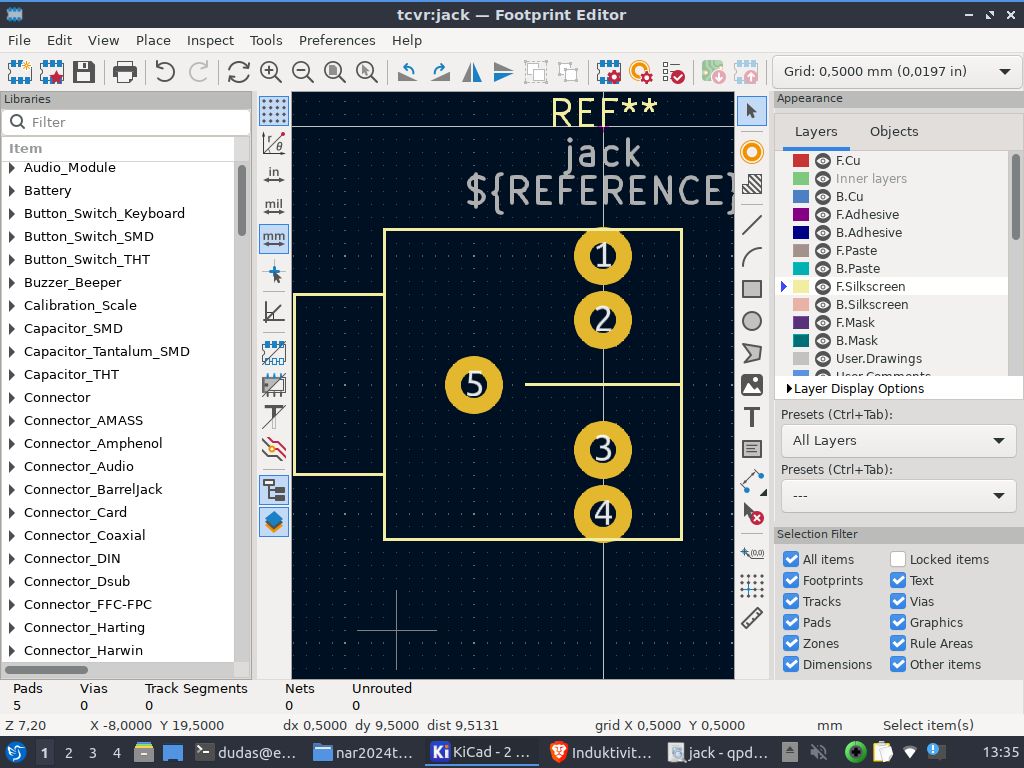 tcvr:jack — Footprint Editor
File Edit View Place Inspect Tools Preferences Help
Grid: 0,5000 mm (0,0197 in)
Libraries
Filter
Item
Audio_Module
Battery
Button_Switch_Keyboard
Button_Switch_SMD
Button_Switch_THT
Buzzer_Beeper
Calibration_Scale
Capacitor_SMD
Capacitor_Tantalum_SMD
Capacitor_THT
Connector
Connector_AMASS
Connector_Amphenol
Connector_Audio
Connector_BarrelJack
Connector_Card
Connector_Coaxial
Connector_DIN
Connector_Dsub
Connector_FFC-FPC
Connector_Harting
Connector_Harwin
in
mil
mm
REF**
jack
${REFERENCE}
1
2
5
3
4
T
(0,0)
Appearance
Layers Objects
F.Cu
Inner layers
B.Cu
F.Adhesive
B.Adhesive
F.Paste
B.Paste
F.Silkscreen
B.Silkscreen
F.Mask
B.Mask
User.Drawings
User.Comments
Layer Display Options
Presets (Ctrl+Tab):
All Layers
Presets (Ctrl+Tab):
---
Selection Filter
All items Locked items
Footprints Text
Tracks Vias
Pads Graphics
Zones Rule Areas
Dimensions Other items
Pads Vias Track Segments Nets Unrouted
5 0 0 0 0
Z 7,20 X -8,0000 Y 19,5000 dx 0,5000 dy 9,5000 dist 9,5131 grid X 0,5000 Y 0,5000 mm Select item(s)
1 2 3 4 dudas@e... nar2024t... Ki KiCad - 2 ... Induktivit... jack - qpd... 13:35